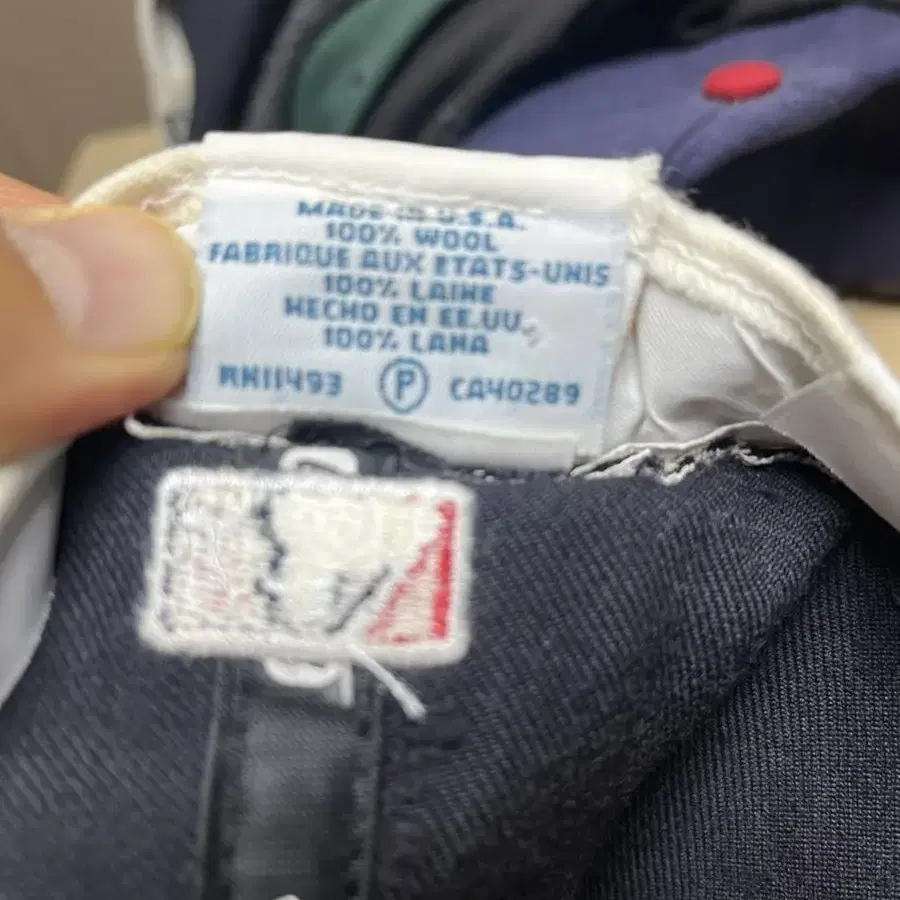 MADE IN U.S.A.
100% WOOL
FABRIQUE AUX ETATS-UNIS
100% LAINE
HECHO EN EE.UU.
100% LANA
RN11493 P CA40289